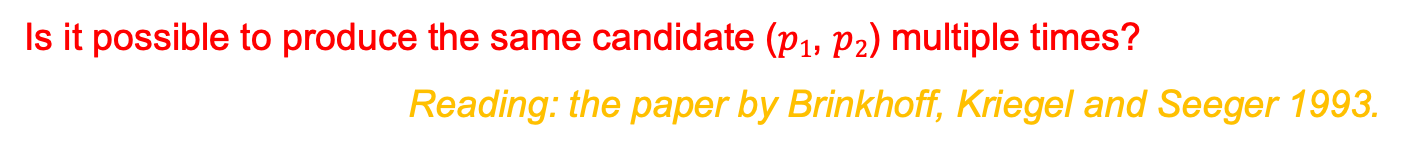 Is it possible to produce the same candidate (𝑝₁, 𝑝₂) multiple times?
Reading: the paper by Brinkhoff, Kriegel and Seeger 1993.